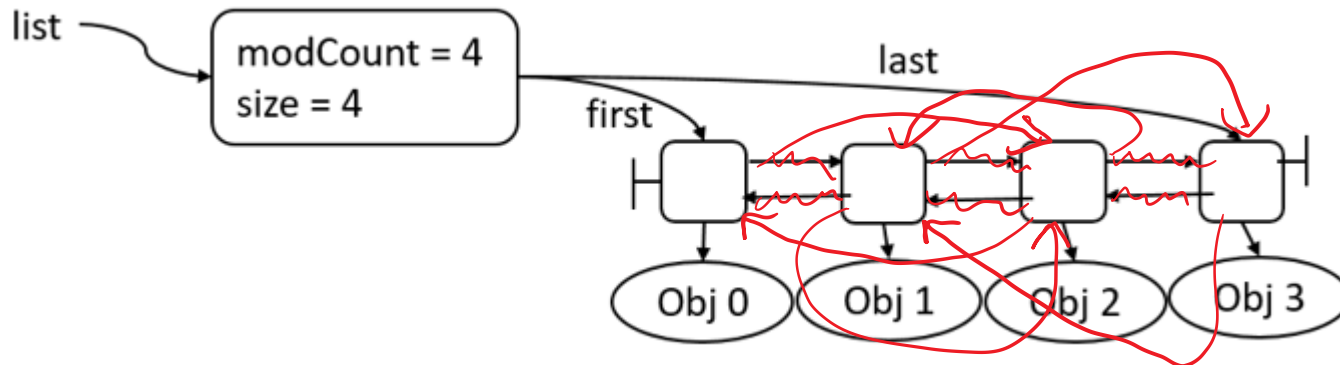 list
modCount = 4
size = 4
last
first
Obj 0
Obj 1
Obj 2
Obj 3